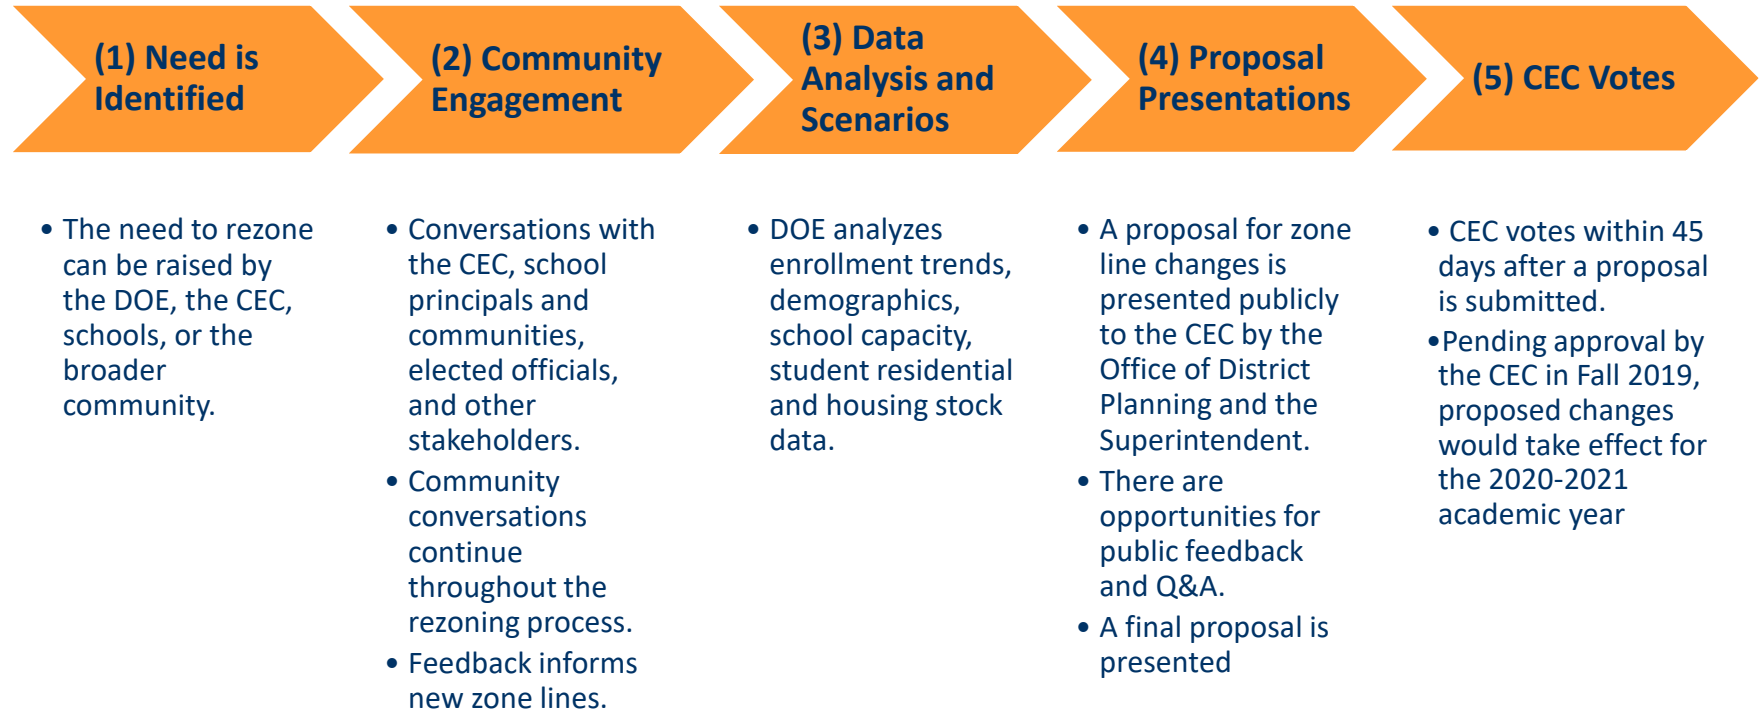 (1) Need is
Identified
(2) Community
Engagement
(3) Data
Analysis and
Scenarios
(4) Proposal
Presentations
(5) CEC Votes
• The need to rezone
can be raised by
the DOE, the CEC,
schools, or the
broader
community.
• Conversations with
the CEC, school
principals and
communities,
elected officials,
and other
stakeholders.
• Community
conversations
continue
throughout the
rezoning process.
• Feedback informs
new zone lines.
• DOE analyzes
enrollment trends,
demographics,
school capacity,
student residential
and housing stock
data.
• A proposal for zone
line changes is
presented publicly
to the CEC by the
Office of District
Planning and the
Superintendent.
• There are
opportunities for
public feedback
and Q&A.
• A final proposal is
presented
• CEC votes within 45
days after a proposal
is submitted.
•Pending approval by
the CEC in Fall 2019,
proposed changes
would take effect for
the 2020-2021
academic year